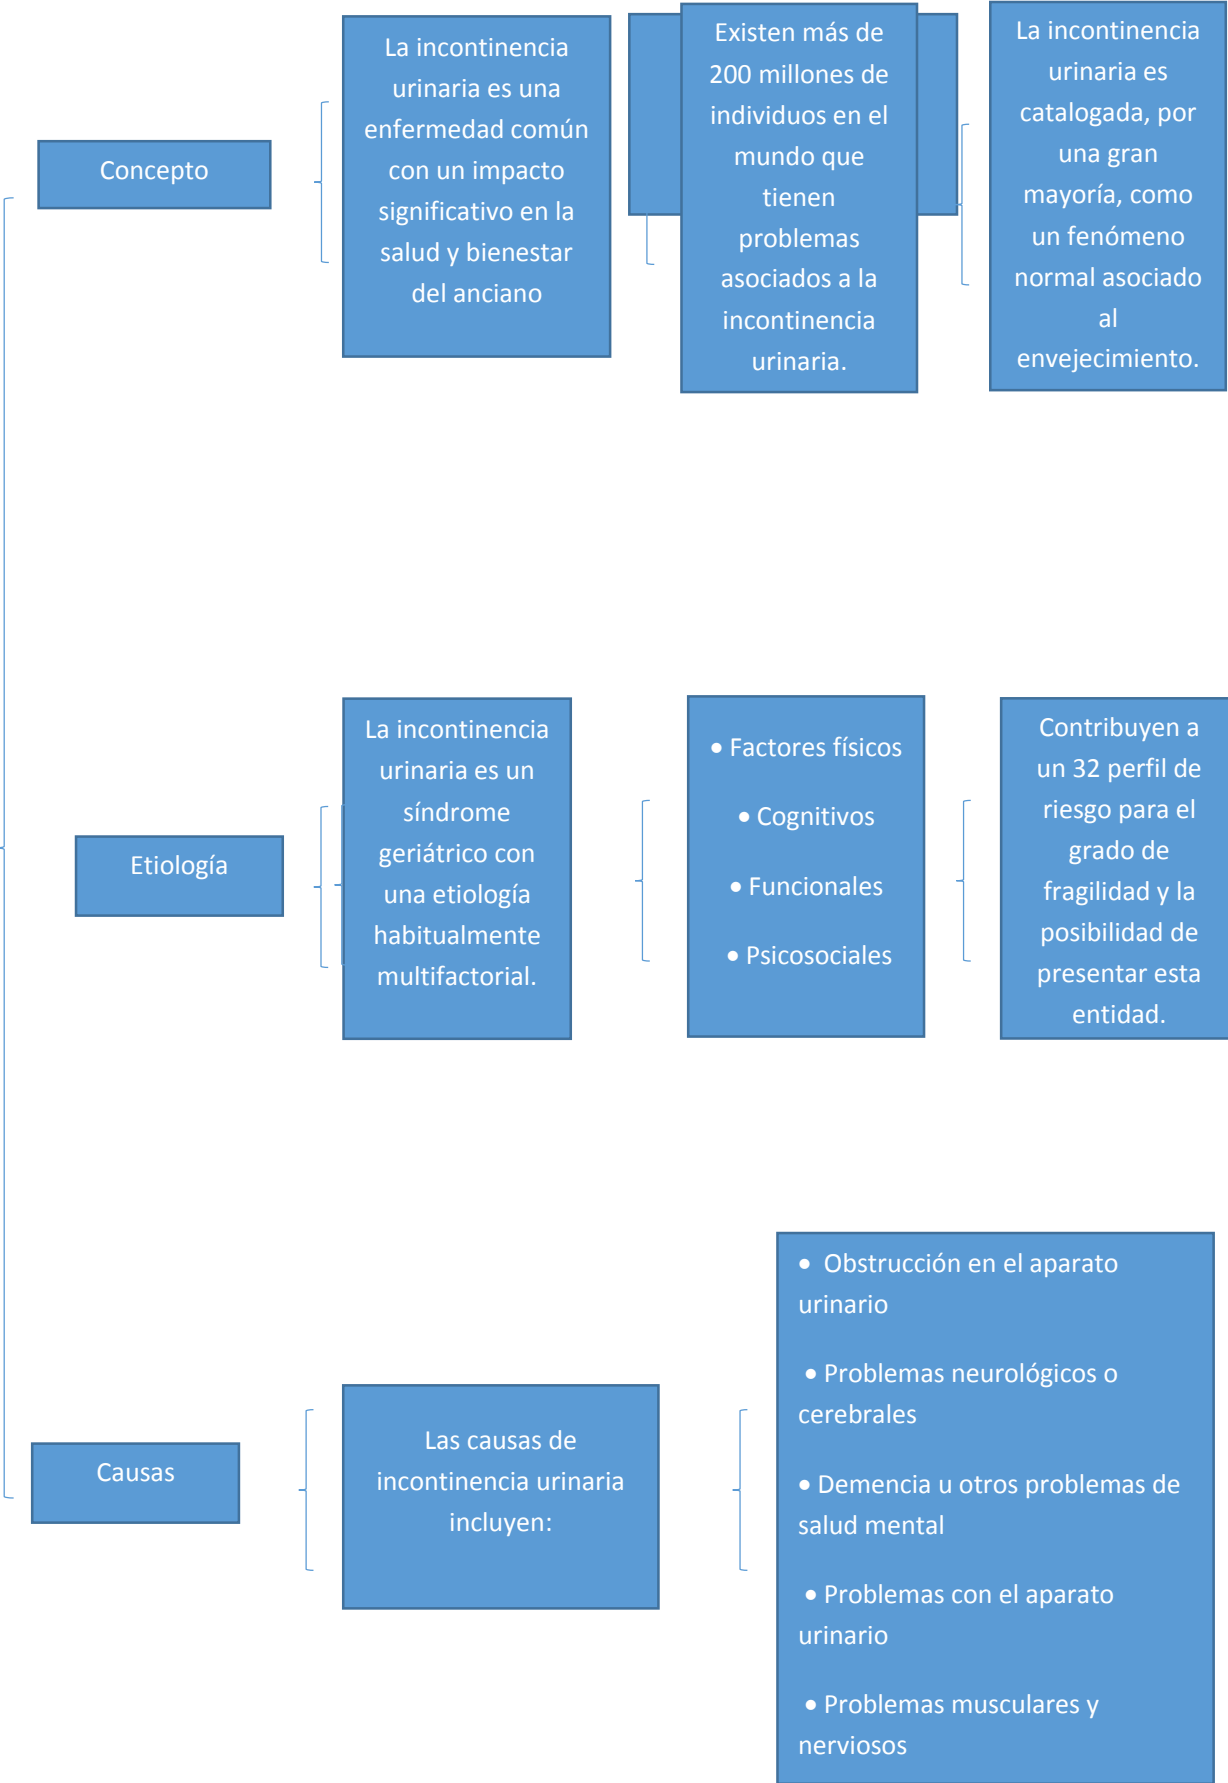 Concepto
La incontinencia
urinaria es una
enfermedad común
con un impacto
significativo en la
salud y bienestar
del anciano
Existen más de
200 millones de
individuos en el
mundo que
tienen
problemas
asociados a la
incontinencia
urinaria.
La incontinencia
urinaria es
catalogada, por
una gran
mayoría, como
un fenómeno
normal asociado
al
envejecimiento.
Etiología
La incontinencia
urinaria es un
síndrome
geriátrico con
una etiología
habitualmente
multifactorial.
• Factores físicos
• Cognitivos
• Funcionales
• Psicosociales
Contribuyen a
un 32 perfil de
riesgo para el
grado de
fragilidad y la
posibilidad de
presentar esta
entidad.
Causas
Las causas de
incontinencia urinaria
incluyen:
• Obstrucción en el aparato
urinario
• Problemas neurológicos o
cerebrales
• Demencia u otros problemas de
salud mental
• Problemas con el aparato
urinario
• Problemas musculares y
nerviosos